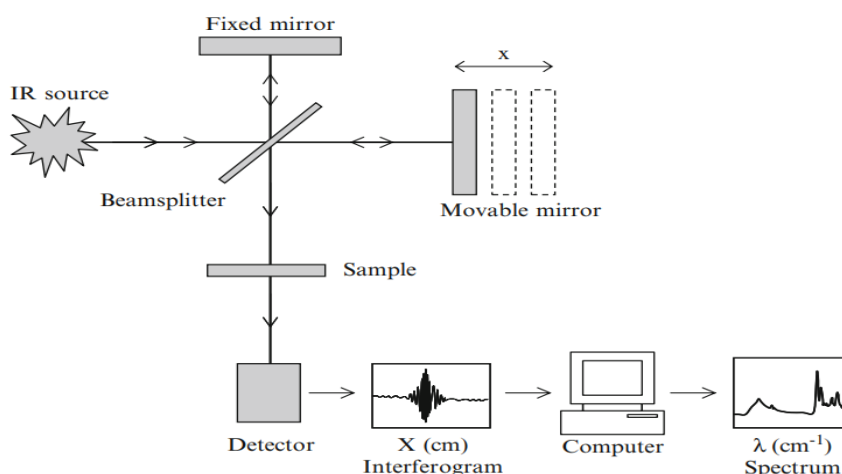 Fixed mirror
x
IR source
Beamsplitter
Movable mirror
Sample
Detector
X (cm)
Interferogram
Computer
λ (cm⁻¹)
Spectrum